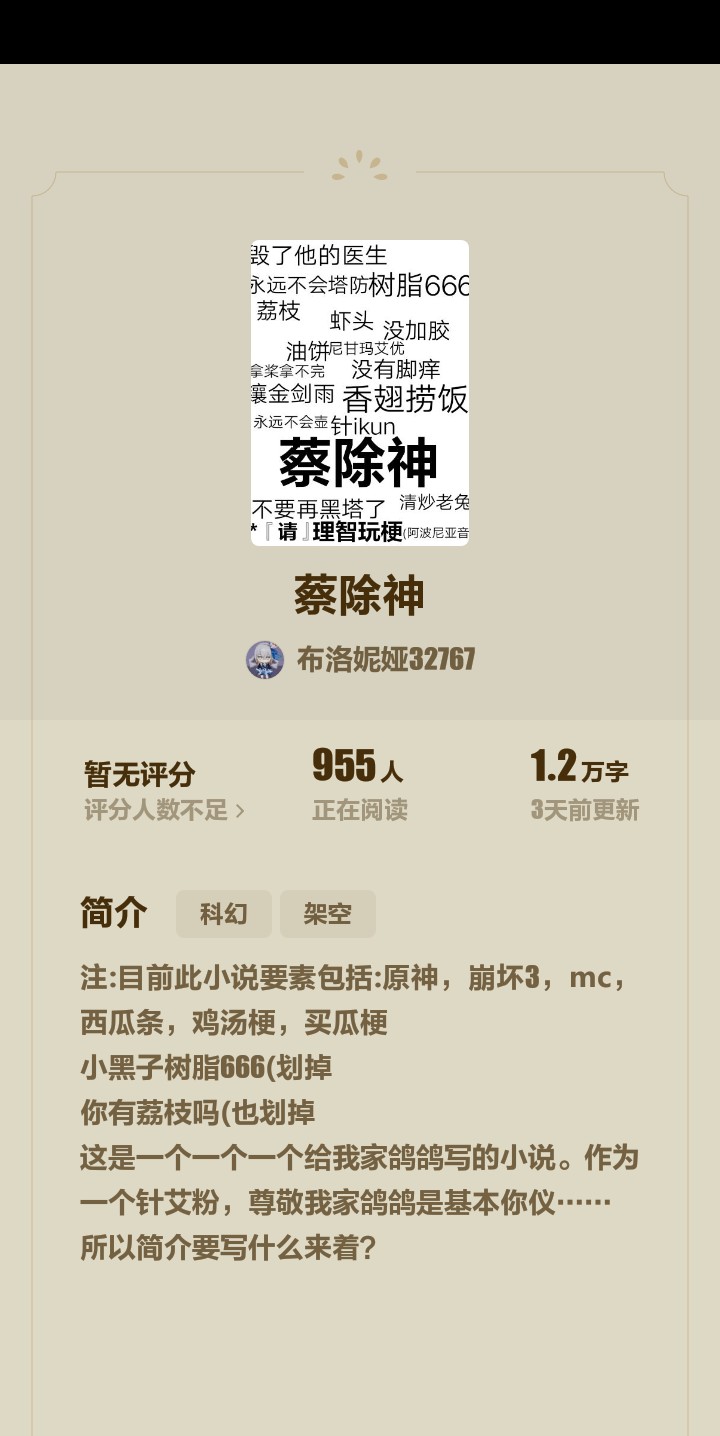 毁了他的医生
永远不会塔防树脂666
荔枝
虾头 没加胶
油饼尼甘玛艾优
拿桨拿不完 没有脚痒
瓖金剑雨 香翅捞饭
永远不会壶 针ikun
蔡除神
不要再黑塔了 清炒老兔
*『请』理智玩梗(阿波尼亚音
蔡除神
布洛妮娅32767
暂无评分 955人 1.2万字
评分人数不足 > 正在阅读 3天前更新
简介 科幻 架空
注:目前此小说要素包括:原神，崩坏3，mc，
西瓜条，鸡汤梗，买瓜梗
小黑子树脂666(划掉
你有荔枝吗(也划掉
这是一个一个一个给我家鸽鸽写的小说。作为
一个针艾粉，尊敬我家鸽鸽是基本你仪······
所以简介要写什么来着？